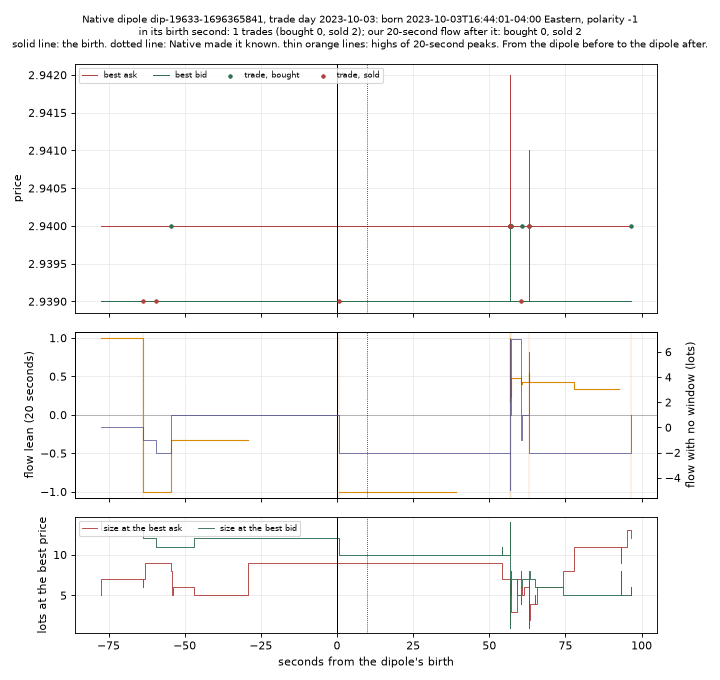 Native dipole dip-19633-1696365841, trade day 2023-10-03: born 2023-10-03T16:44:01-04:00 Eastern, polarity -1
in its birth second: 1 trades (bought 0, sold 2); our 20-second flow after it: bought 0, sold 2
solid line: the birth. dotted line: Native made it known. thin orange lines: highs of 20-second peaks. From the dipole before to the dipole after.
best ask
best bid
trade, bought
trade, sold
2.9420
2.9415
2.9410
2.9405
2.9400
2.9395
2.9390
price
1.0
0.5
0.0
−0.5
−1.0
flow lean (20 seconds)
6
4
2
0
−2
−4
flow with no window (lots)
size at the best ask
size at the best bid
10
5
lots at the best price
−75
−50
−25
0
25
50
75
100
seconds from the dipole's birth